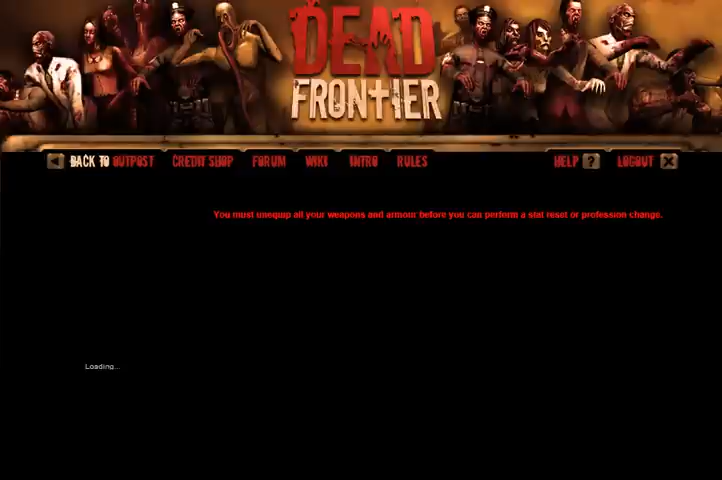 DEAD
FRONTIER
BACK TO OUTPOST CREDIT SHOP FORUM WIKI INTRO RULES HELP ? LOGOUT X
You must unequip all your weapons and armour before you can perform a stat reset or profession change.
Loading...